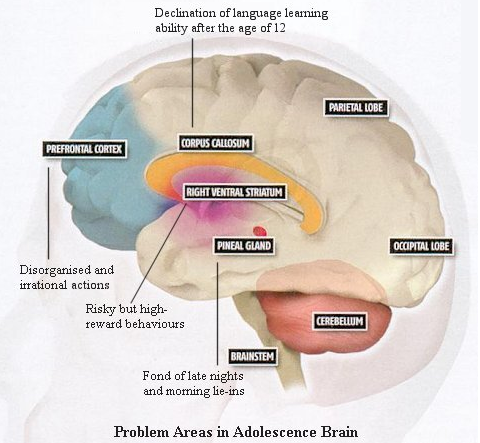 Declination of language learning
ability after the age of 12
PARIETAL LOBE
PREFRONTAL CORTEX
CORPUS CALLOSUM
RIGHT VENTRAL STRIATUM
PINEAL GLAND
OCCIPITAL LOBE
Disorganised and
irrational actions
Risky but high-
reward behaviours
CEREBELLUM
BRAINSTEM
Fond of late nights
and morning lie-ins
Problem Areas in Adolescence Brain